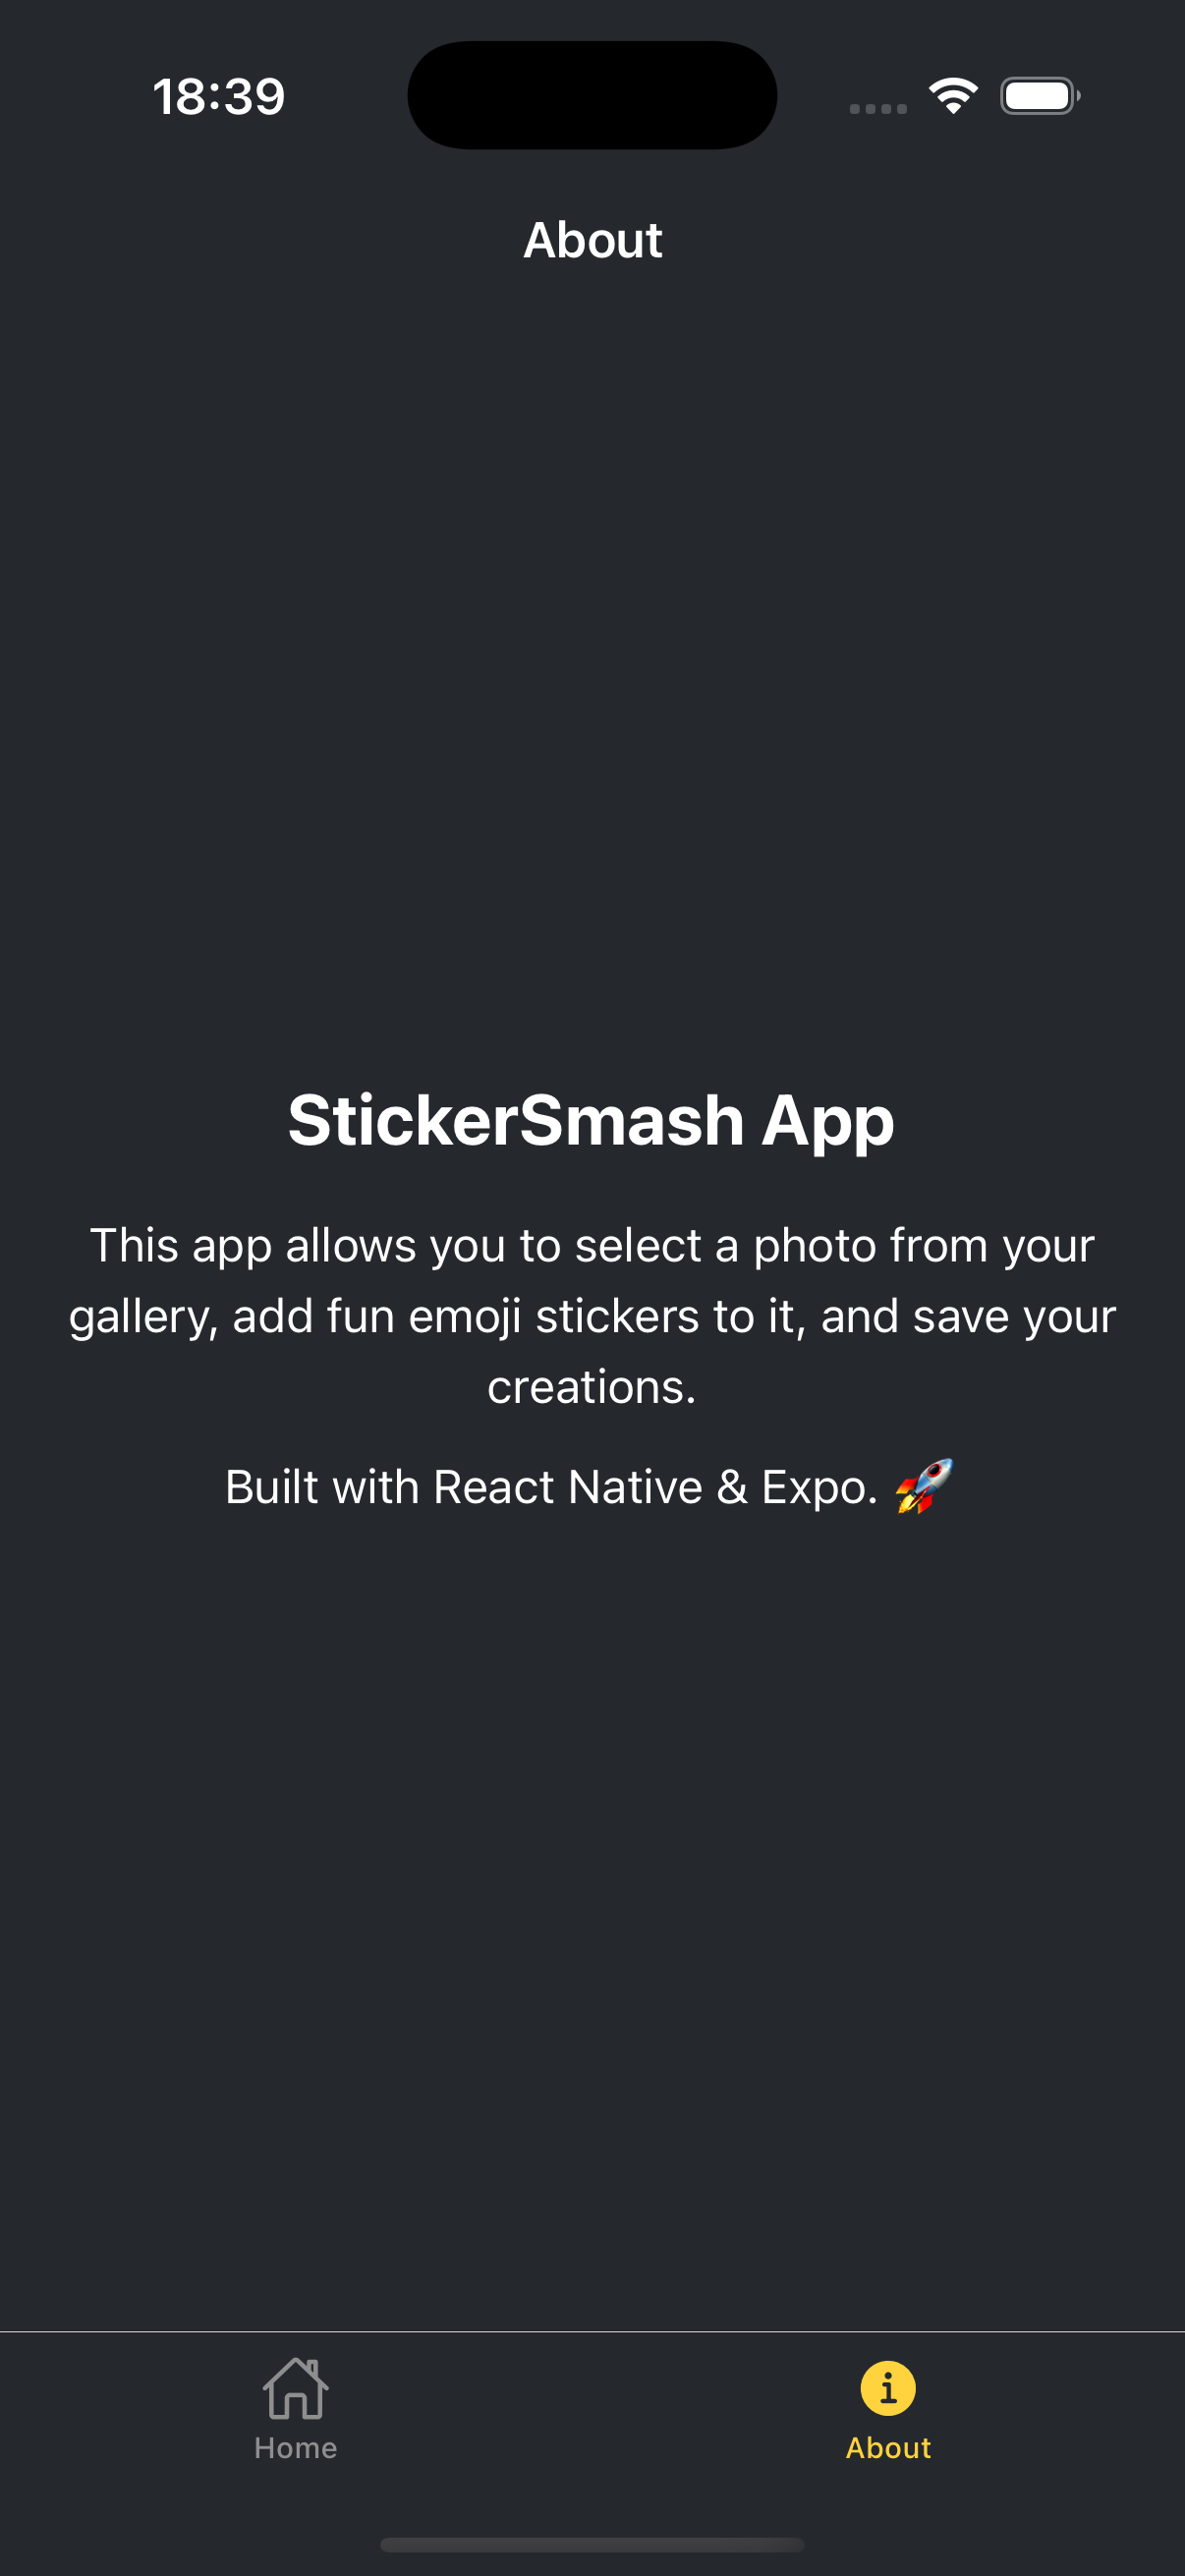 18:39
About
StickerSmash App
This app allows you to select a photo from your
gallery, add fun emoji stickers to it, and save your
creations.
Built with React Native & Expo. 🚀
Home
About